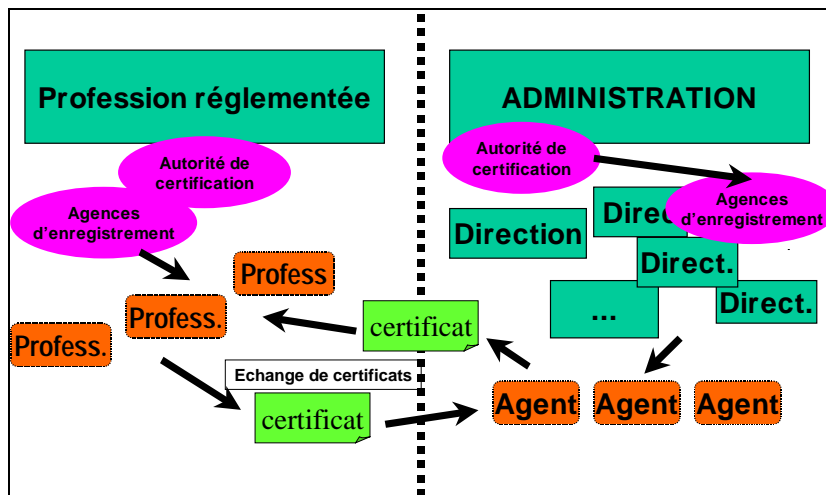 Profession réglementée
Autorité de
certification
Agences
d'enregistrement
Profess
Profess.
Profess.
certificat
Echange de certificats
certificat
ADMINISTRATION
Autorité de
certification
Agences
d'enregistrement
Direc
Direction
Direct.
Direct.
...
Agent
Agent
Agent